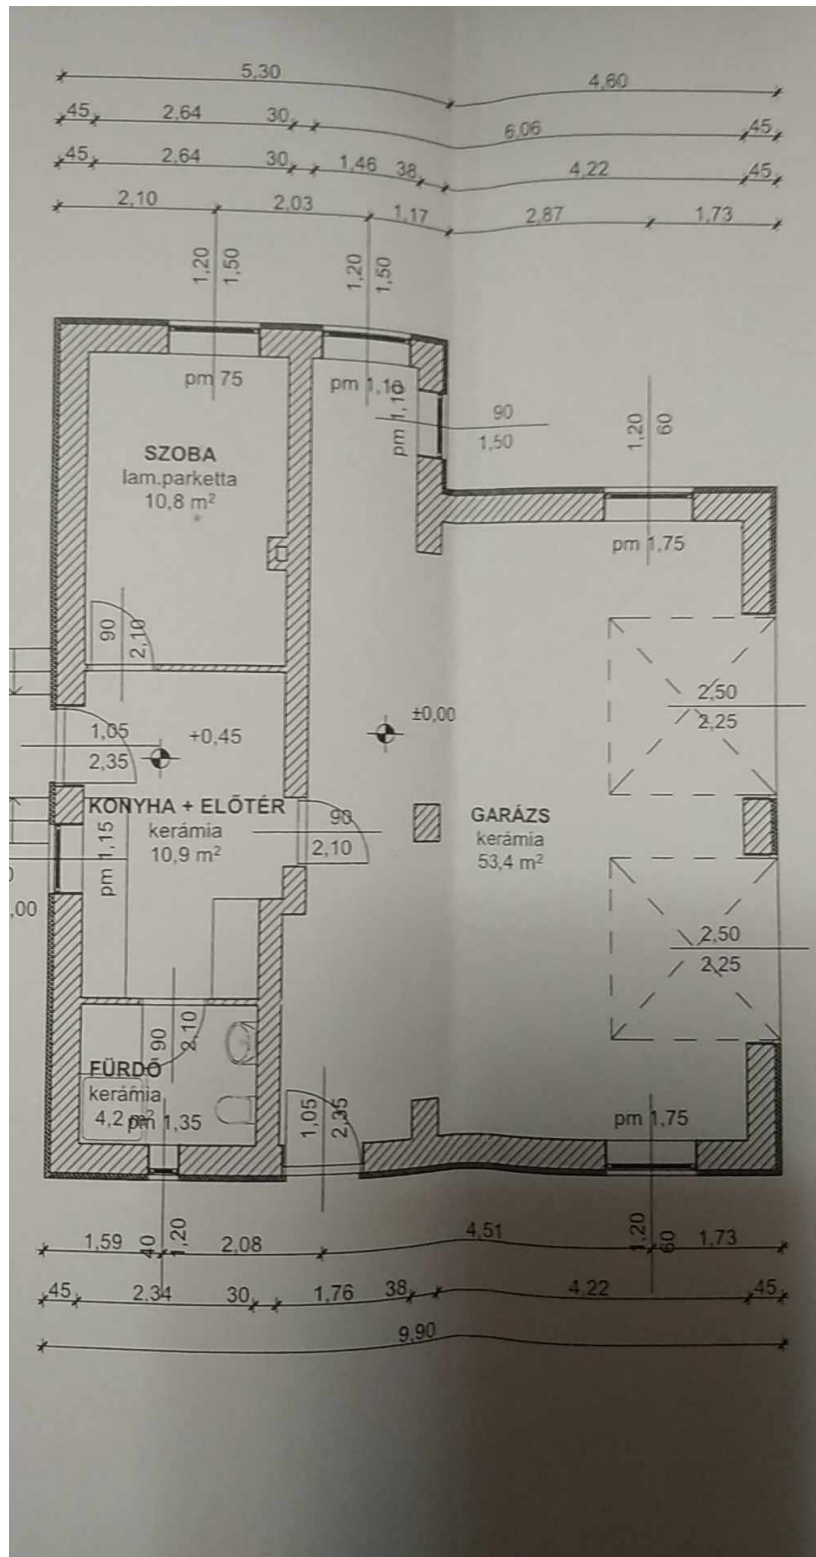 5,30 4,60
45 2,64 30 6,06 45
45 2,64 30 1,46 38 4,22 45
2,10 2,03 1,17 2,87 1,73
1,20 1,50
1,20 1,50
pm 75
pm 1,10
pm 1,10
90
1,50
1,20 60
SZOBA
lam.parketta
10,8 m²
pm 1,75
90 2,10
2,50
2,25
1,05
2,35
+0,45
±0,00
KONYHA + ELŐTÉR
kerámia
10,9 m²
pm 1,15
90
2,10
GARÁZS
kerámia
53,4 m²
,00
2,50
2,25
90 2,10
FÜRDŐ
kerámia
4,2 m²
pm 1,35
1,05 2,35
pm 1,75
40 1,20
1,20 60
1,59 2,08 4,51 1,73
45 2,34 30 1,76 38 4,22 45
9,90